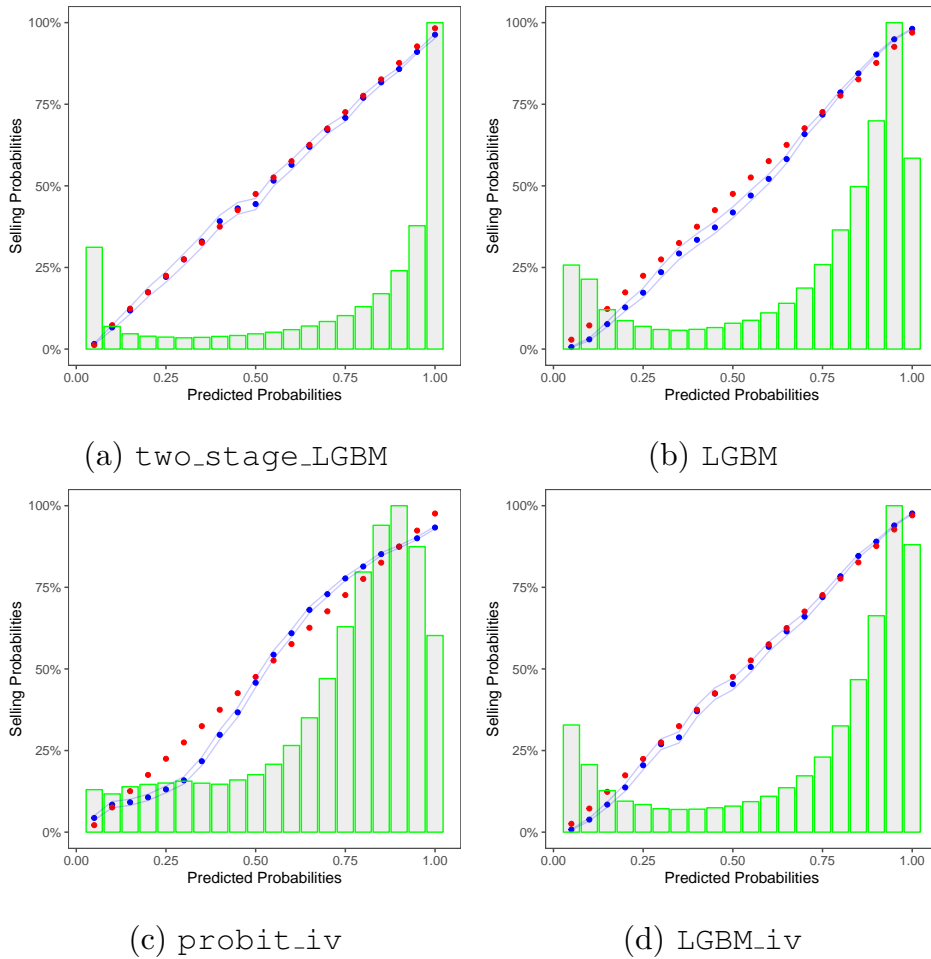 100%
75%
50%
25%
0%
Selling Probabilities
0.00 0.25 0.50 0.75 1.00
Predicted Probabilities
(a) two_stage_LGBM
100%
75%
50%
25%
0%
Selling Probabilities
0.00 0.25 0.50 0.75 1.00
Predicted Probabilities
(b) LGBM
100%
75%
50%
25%
0%
Selling Probabilities
0.00 0.25 0.50 0.75 1.00
Predicted Probabilities
(c) probit_iv
100%
75%
50%
25%
0%
Selling Probabilities
0.00 0.25 0.50 0.75 1.00
Predicted Probabilities
(d) LGBM_iv